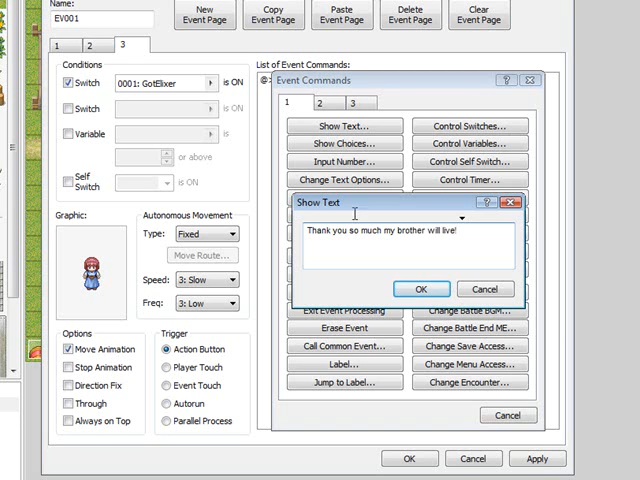 Name:
EV001
New
Event Page
Copy
Event Page
Paste
Event Page
Delete
Event Page
Clear
Event Page
1 2 3
Conditions
Switch 0001: GotElixer is ON
Switch is ON
Variable is
or above
Self
Switch is ON
Graphic:
Autonomous Movement
Type: Fixed
Move Route...
Speed: 3: Slow
Freq: 3: Low
Options
Move Animation
Stop Animation
Direction Fix
Through
Always on Top
Trigger
Action Button
Player Touch
Event Touch
Autorun
Parallel Process
List of Event Commands:
@
Event Commands
1 2 3
Show Text... Control Switches...
Show Choices... Control Variables...
Input Number... Control Self Switch...
Change Text Options... Control Timer...
Show Text
Thank you so much my brother will live!
OK Cancel
Exit Event Processing Change Battle BGM...
Erase Event Change Battle End ME...
Call Common Event... Change Save Access...
Label... Change Menu Access...
Jump to Label... Change Encounter...
Cancel
OK Cancel Apply